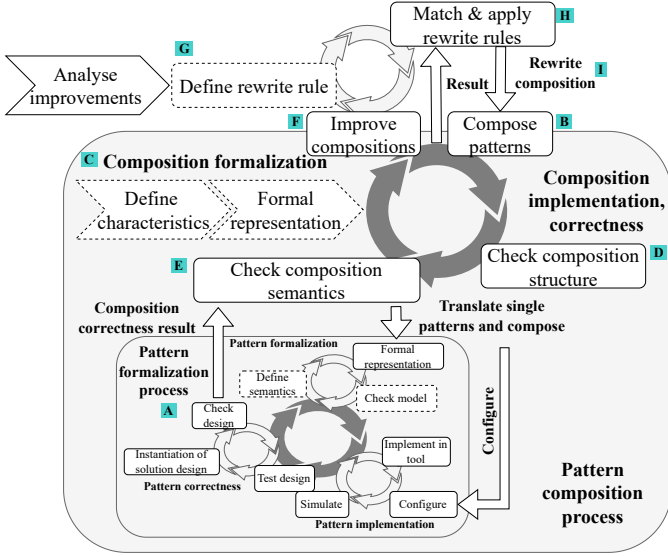 H
Match & apply
rewrite rules
G
Analyse
improvements
Define rewrite rule
Result
Rewrite
composition
I
F
Improve
compositions
Compose
patterns
B
C
Composition formalization
Define
characteristics
Formal
representation
Composition
implementation,
correctness
E
Check composition
semantics
Check composition
structure
D
Composition
correctness result
Translate single
patterns and compose
Pattern
formalization
process
Pattern formalization
Formal
representation
Define
semantics
Check model
A
Check
design
Instantiation of
solution design
Pattern correctness
Test design
Implement in
tool
Simulate
Configure
Pattern implementation
Configure
Pattern
composition
process